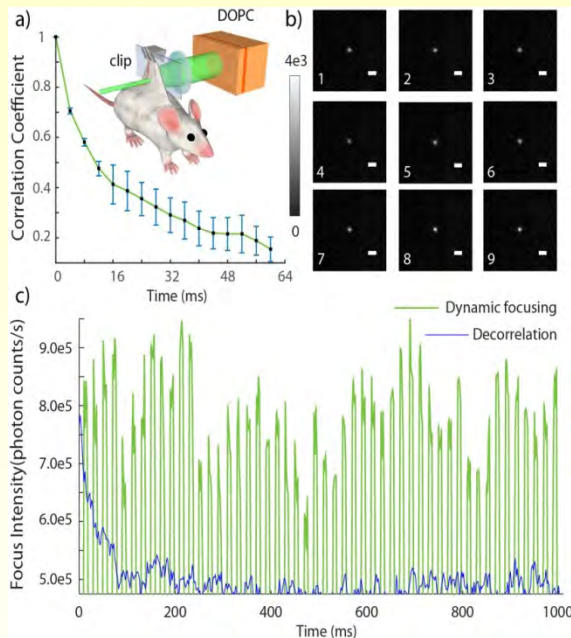 a)
DOPC
clip
Correlation Coefficient
1
0.8
0.6
0.4
0.2
0 16 32 48 64
Time (ms)
b)
4e3
0
1 2 3
4 5 6
7 8 9
c)
Dynamic focusing
Decorrelation
Focus Intensity(photon counts/s)
9.0e5
8.0e5
7.0e5
6.0e5
5.0e5
0 200 400 600 800 1000
Time (ms)